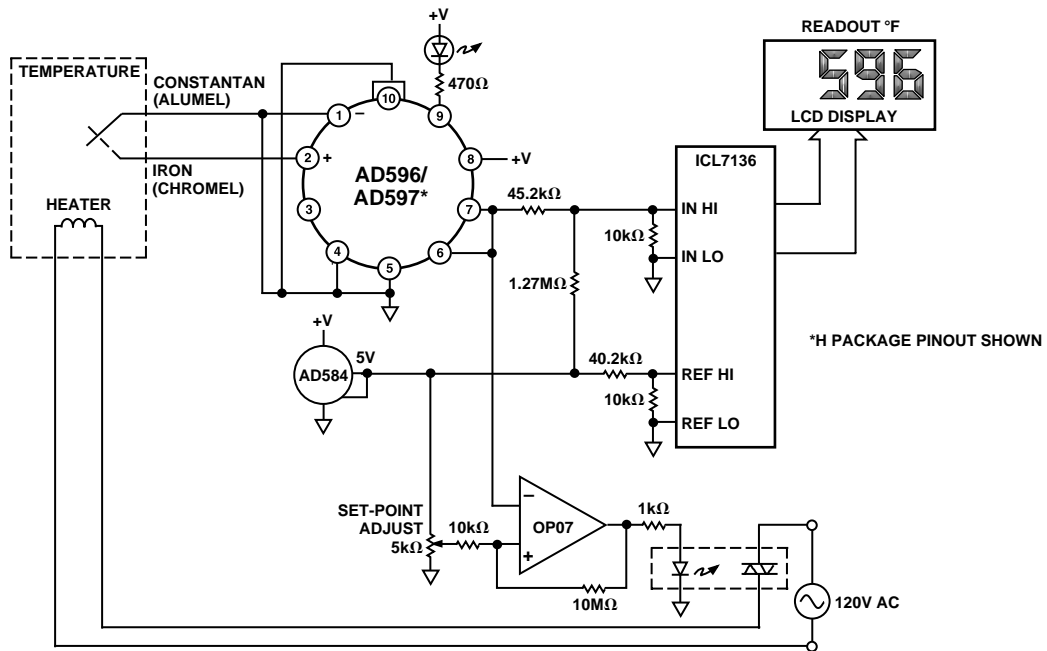 +V
READOUT °F
596
LCD DISPLAY
TEMPERATURE
CONSTANTAN
(ALUMEL)
IRON
(CHROMEL)
HEATER
470Ω
10
1
–
9
2
+
8
+V
AD596/
AD597*
3
7
4
5
6
45.2kΩ
ICL7136
IN HI
10kΩ
IN LO
1.27MΩ
*H PACKAGE PINOUT SHOWN
+V
AD584
5V
40.2kΩ
REF HI
10kΩ
REF LO
SET-POINT
ADJUST
5kΩ
10kΩ
–
+
OP07
1kΩ
10MΩ
120V AC